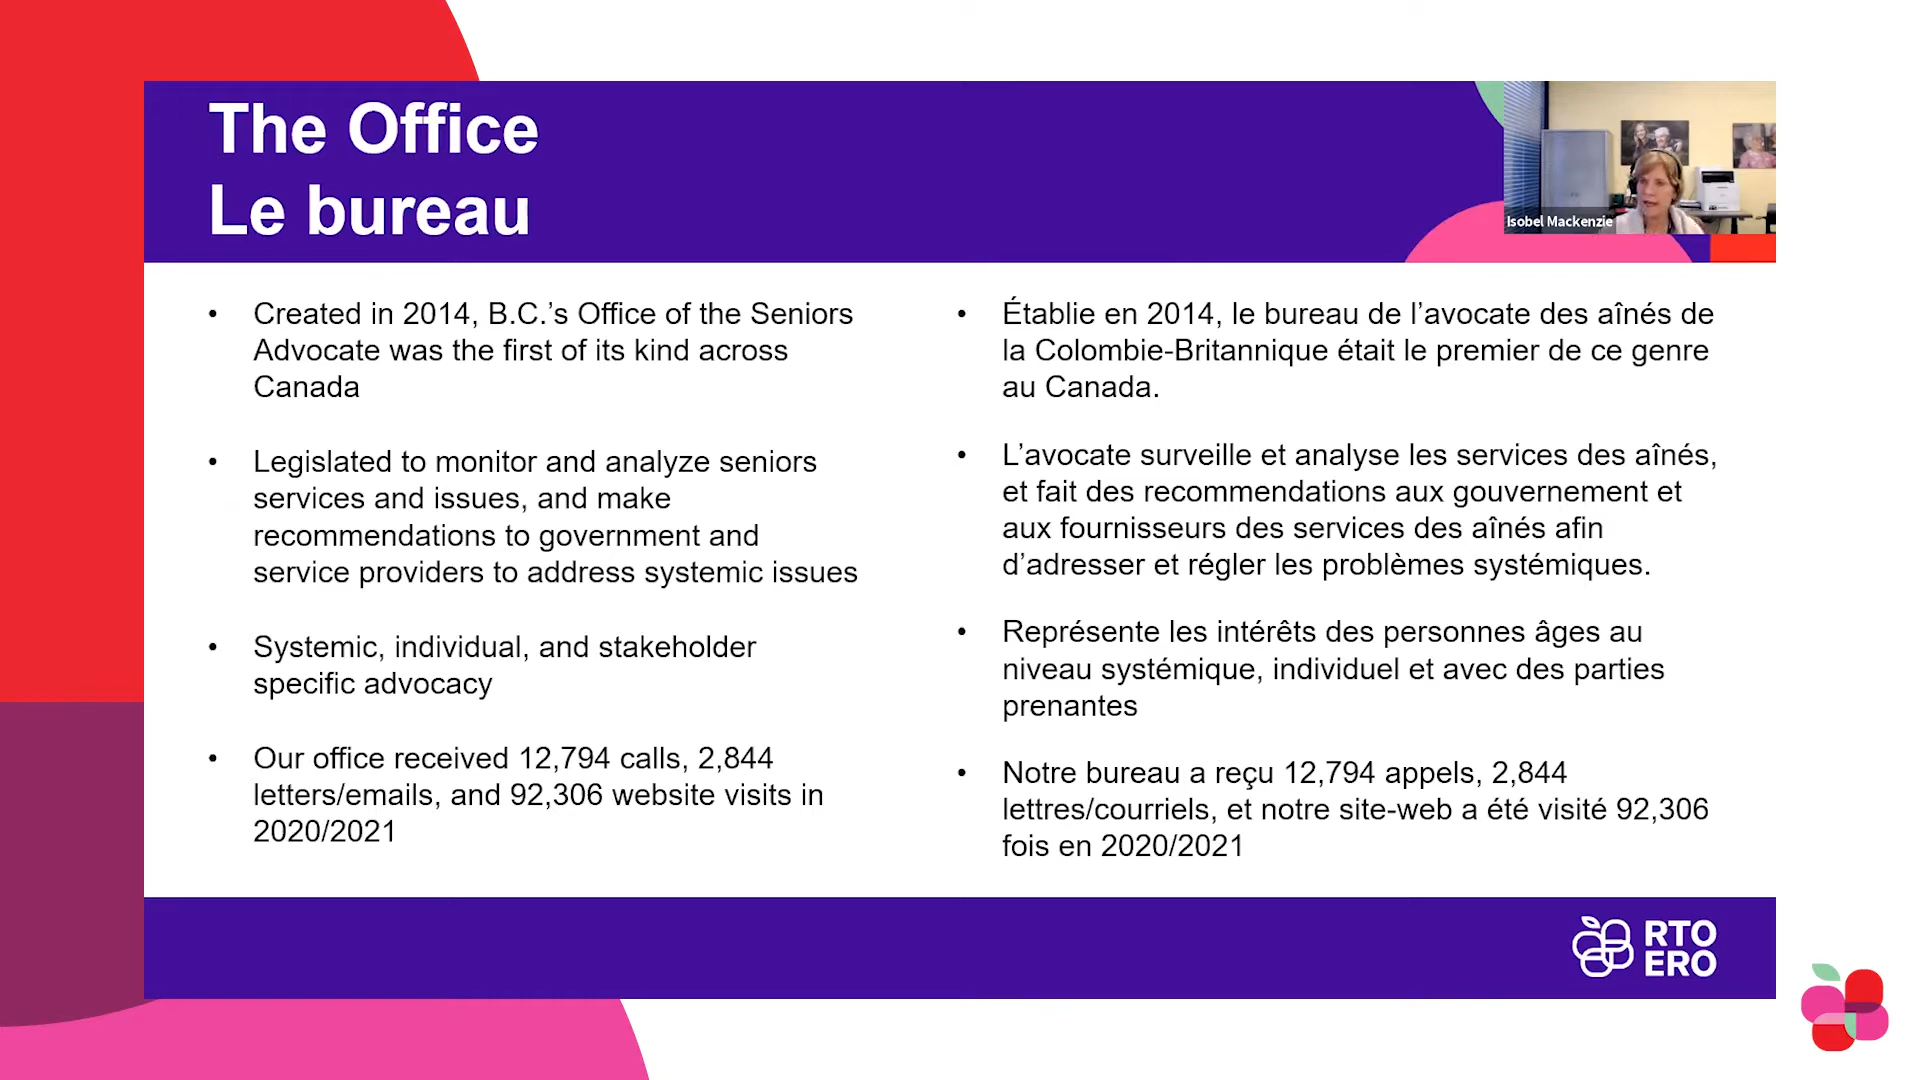 The Office
Le bureau
Isobel Mackenzie
• Created in 2014, B.C.’s Office of the Seniors
Advocate was the first of its kind across
Canada
• Legislated to monitor and analyze seniors
services and issues, and make
recommendations to government and
service providers to address systemic issues
• Systemic, individual, and stakeholder
specific advocacy
• Our office received 12,794 calls, 2,844
letters/emails, and 92,306 website visits in
2020/2021
• Établie en 2014, le bureau de l’avocate des aînés de
la Colombie-Britannique était le premier de ce genre
au Canada.
• L’avocate surveille et analyse les services des aînés,
et fait des recommendations aux gouvernement et
aux fournisseurs des services des aînés afin
d’adresser et régler les problèmes systémiques.
• Représente les intérêts des personnes âges au
niveau systémique, individuel et avec des parties
prenantes
• Notre bureau a reçu 12,794 appels, 2,844
lettres/courriels, et notre site-web a été visité 92,306
fois en 2020/2021
RTO
ERO